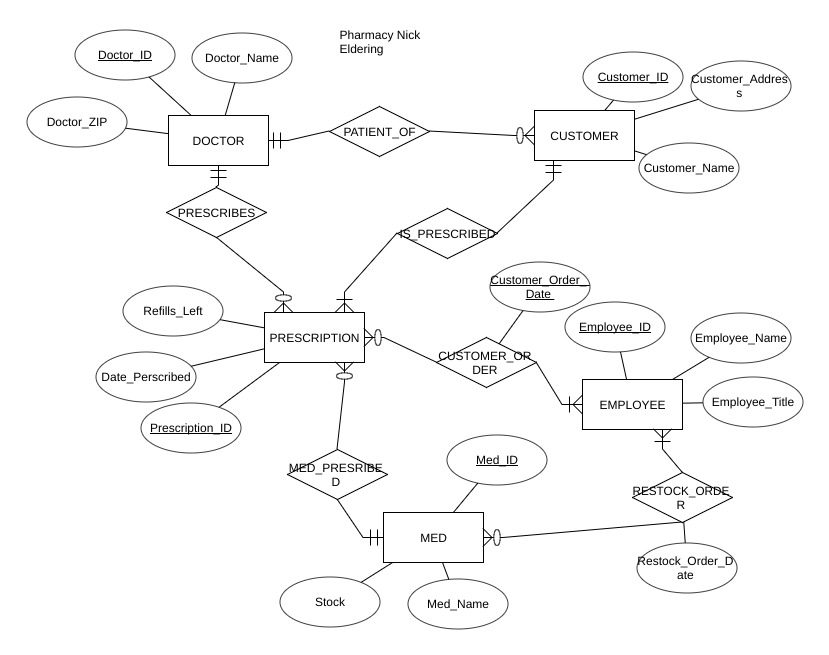 Pharmacy Nick
Eldering
Doctor_ID
Doctor_Name
Customer_ID
Customer_Addres
s
Doctor_ZIP
DOCTOR
PATIENT_OF
CUSTOMER
Customer_Name
PRESCRIBES
IS_PRESCRIBED
Customer_Order_
Date
Refills_Left
Employee_ID
Employee_Name
PRESCRIPTION
CUSTOMER_OR
DER
Date_Perscribed
EMPLOYEE
Employee_Title
Prescription_ID
Med_ID
MED_PRESRIBE
D
RESTOCK_ORDE
R
MED
Restock_Order_D
ate
Stock
Med_Name